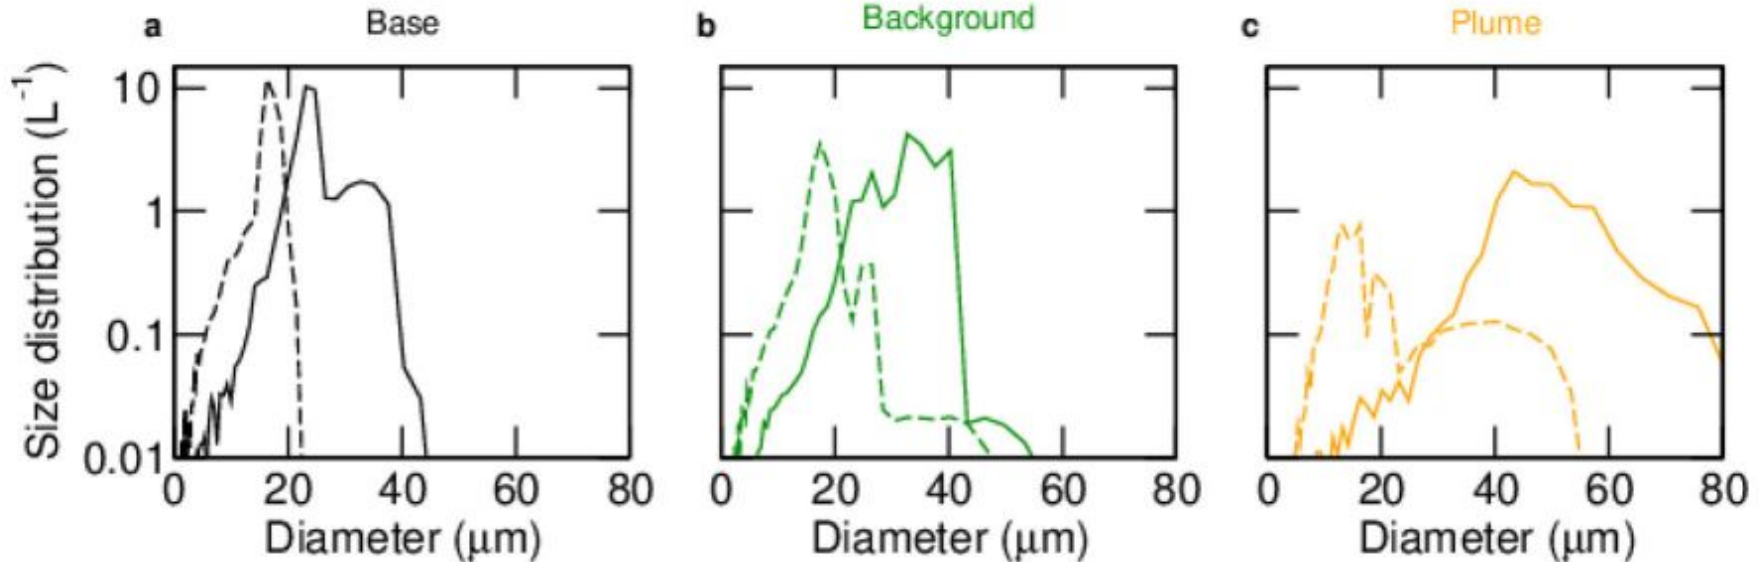 a Base
b Background
c Plume
Size distribution (L⁻¹)
10
1
0.1
0.01
0 20 40 60 80
Diameter (μm)
0 20 40 60 80
Diameter (μm)
0 20 40 60 80
Diameter (μm)